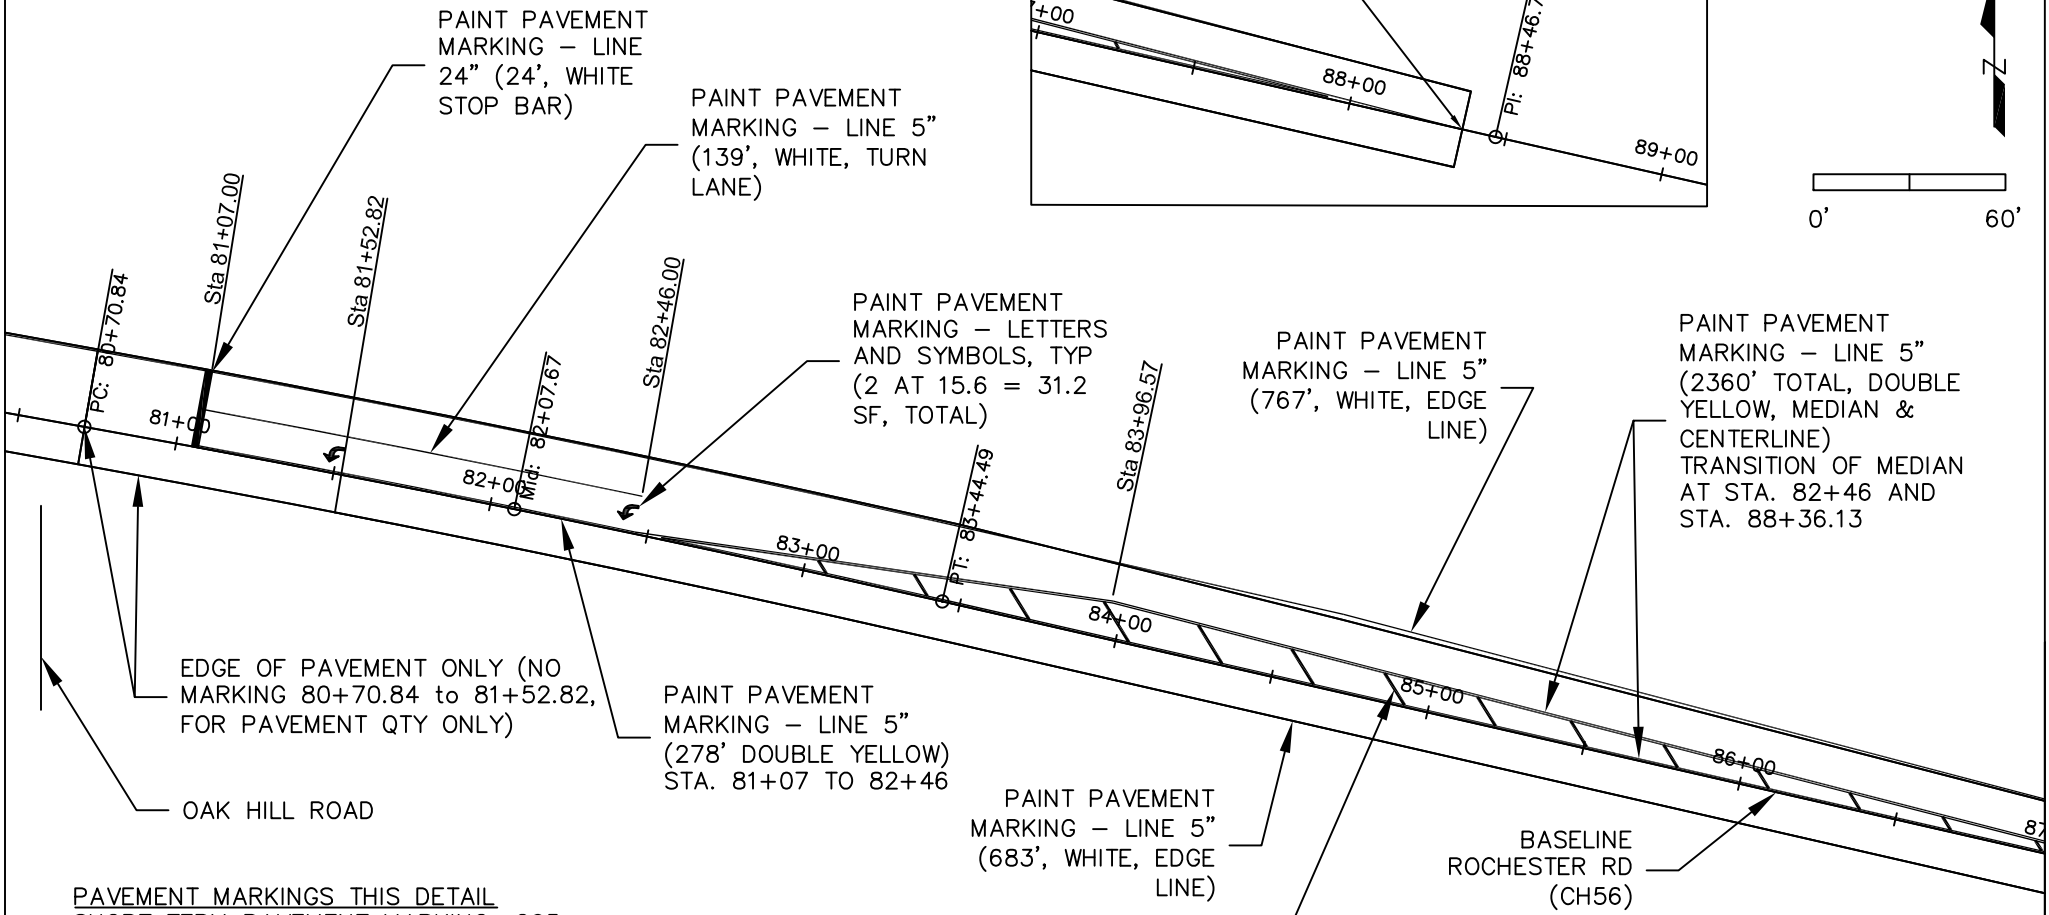 PAINT PAVEMENT
MARKING – LINE
24" (24', WHITE
STOP BAR)
PAINT PAVEMENT
MARKING – LINE 5"
(139', WHITE, TURN
LANE)
+00
88+00
PI: 88+46.7
89+00
Z
0' 60'
Sta 81+07.00
Sta 81+52.82
Sta 82+46.00
PC: 80+70.84
81+00
82+00
Mid: 82+07.67
PAINT PAVEMENT
MARKING – LETTERS
AND SYMBOLS, TYP
(2 AT 15.6 = 31.2
SF, TOTAL)
PT: 83+44.49
Sta 83+96.57
PAINT PAVEMENT
MARKING – LINE 5"
(767', WHITE, EDGE
LINE)
PAINT PAVEMENT
MARKING – LINE 5"
(2360' TOTAL, DOUBLE
YELLOW, MEDIAN &
CENTERLINE)
TRANSITION OF MEDIAN
AT STA. 82+46 AND
STA. 88+36.13
83+00
84+00
85+00
86+00
87
EDGE OF PAVEMENT ONLY (NO
MARKING 80+70.84 to 81+52.82,
FOR PAVEMENT QTY ONLY)
OAK HILL ROAD
PAINT PAVEMENT
MARKING – LINE 5"
(278' DOUBLE YELLOW)
STA. 81+07 TO 82+46
PAINT PAVEMENT
MARKING – LINE 5"
(683', WHITE, EDGE
LINE)
BASELINE
ROCHESTER RD
(CH56)
PAVEMENT MARKINGS THIS DETAIL